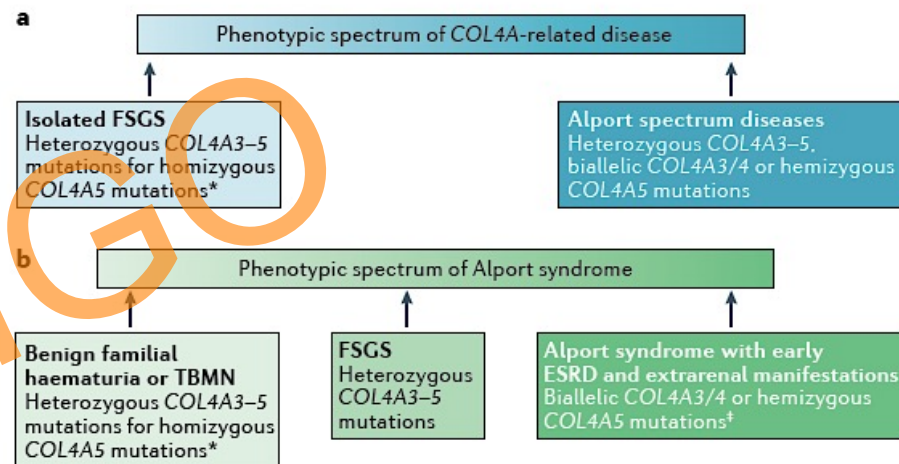 a
Phenotypic spectrum of COL4A-related disease
Isolated FSGS
Heterozygous COL4A3–5
mutations for homizygous
COL4A5 mutations*
Alport spectrum diseases
Heterozygous COL4A3–5,
biallelic COL4A3/4 or hemizygous
COL4A5 mutations
b
Phenotypic spectrum of Alport syndrome
Benign familial
haematuria or TBMN
Heterozygous COL4A3–5
mutations for homizygous
COL4A5 mutations*
FSGS
Heterozygous
COL4A3–5
mutations
Alport syndrome with early
ESRD and extrarenal manifestations
Biallelic COL4A3/4 or hemizygous
COL4A5 mutations‡